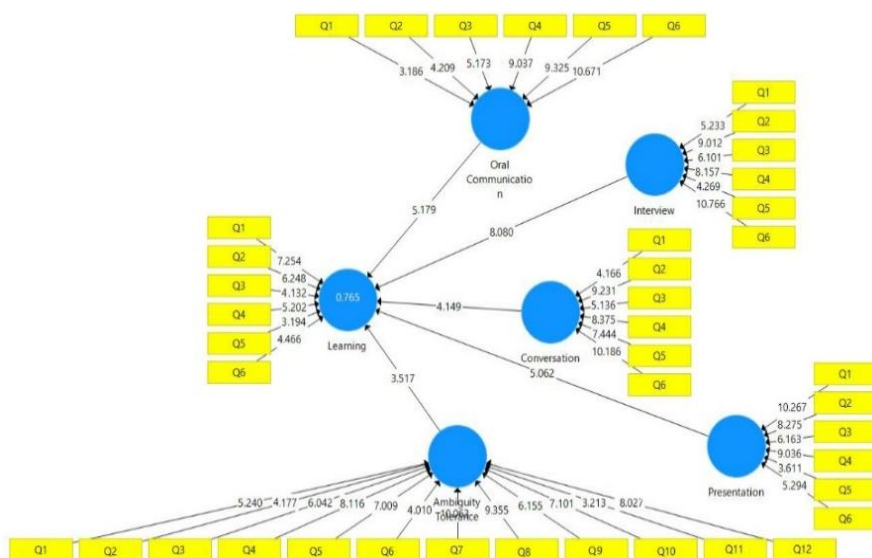 Q1 Q2 Q3 Q4 Q5 Q6
3.186 4.209 5.173 9.037 9.325 10.671
Oral
Communicatio
n
5.179
Q1
Q2
Q3
Q4
Q5
Q6
5.233
9.012
6.101
8.157
4.269
10.766
Interview
8.080
Q1
Q2
Q3
Q4
Q5
Q6
7.254
6.248
4.132
5.202
3.194
4.466
0.765
Learning
4.149
Q1
Q2
Q3
Q4
Q5
Q6
4.166
9.231
5.136
8.375
7.444
10.186
Conversation
5.062
3.517
Q1
Q2
Q3
Q4
Q5
Q6
10.267
8.275
6.163
9.036
3.611
5.294
Presentation
Ambiguity
Tolerance
5.240 4.177 6.042 8.116 7.009 4.010 9.355 6.155 7.101 3.213 8.027
Q1 Q2 Q3 Q4 Q5 Q6 Q7 Q8 Q9 Q10 Q11 Q12